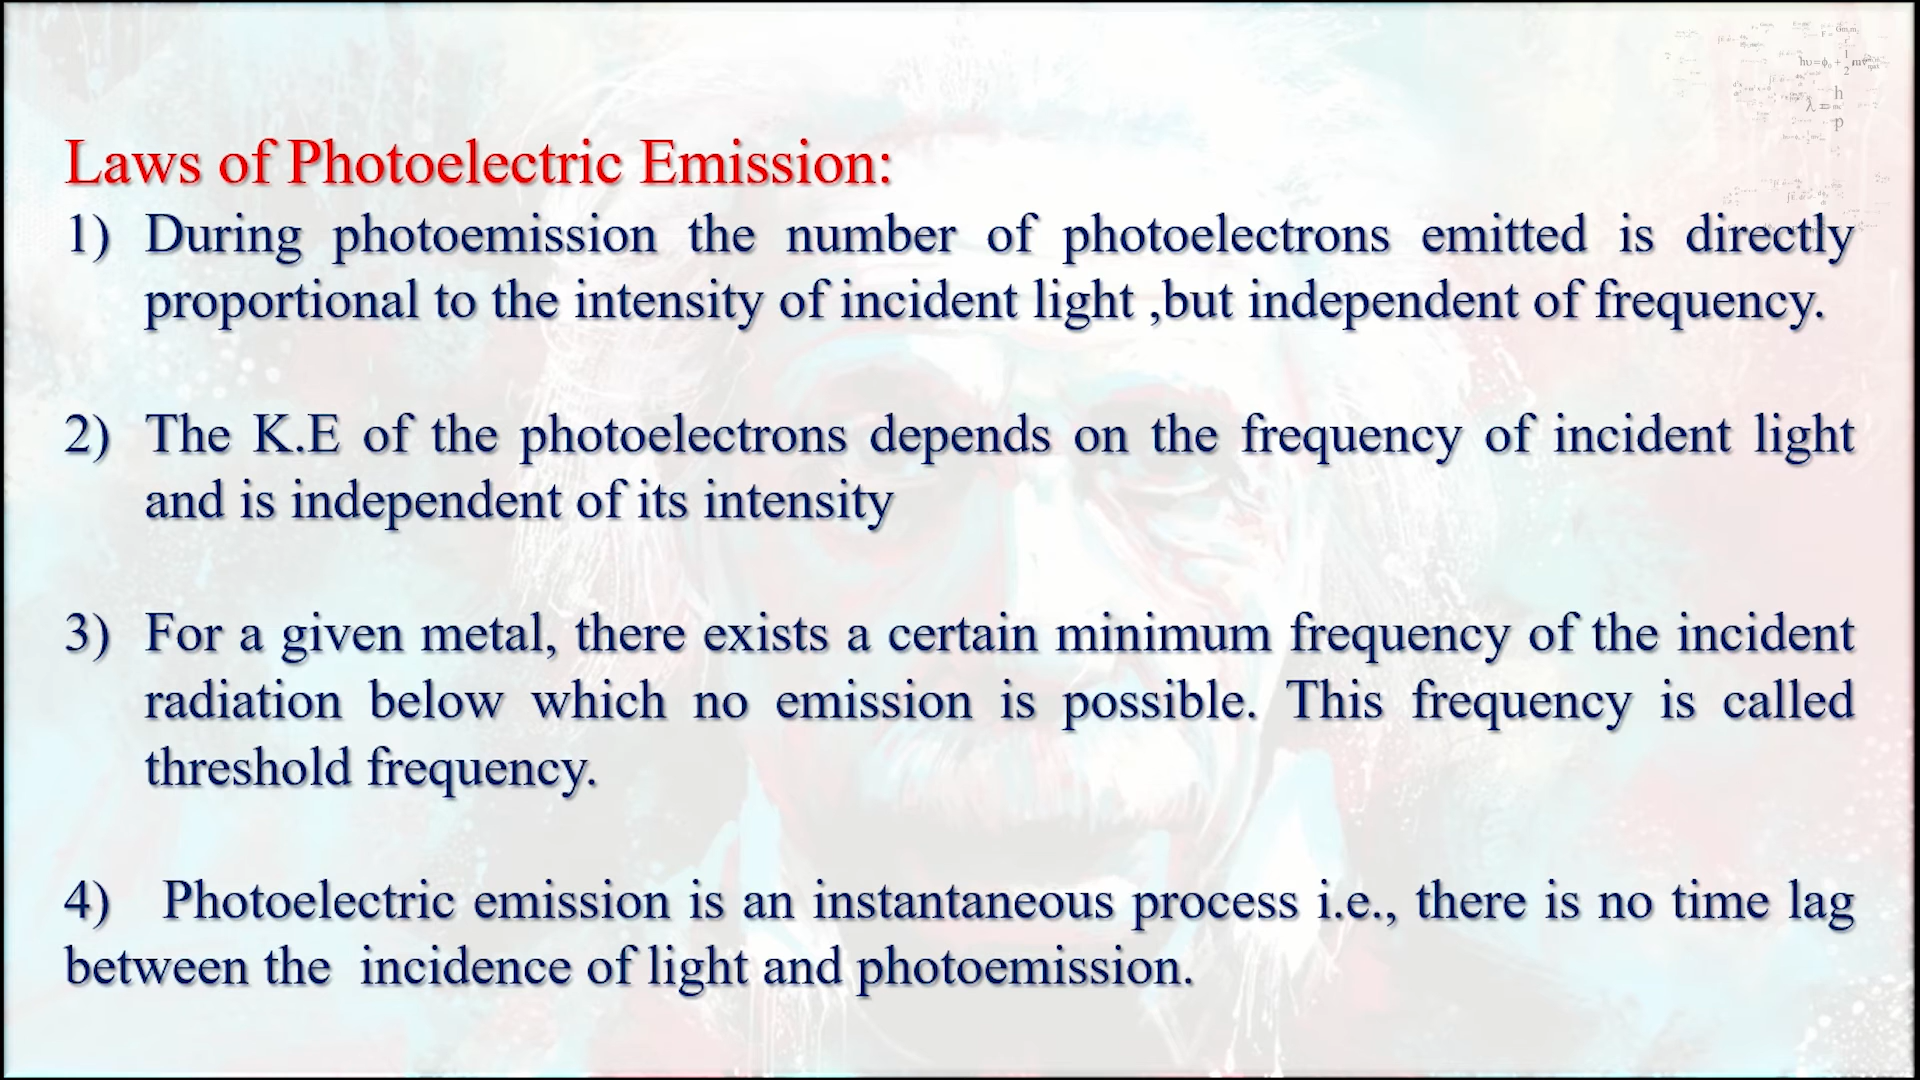 Laws of Photoelectric Emission:
1) During photoemission the number of photoelectrons emitted is directly
proportional to the intensity of incident light ,but independent of frequency.
2) The K.E of the photoelectrons depends on the frequency of incident light
and is independent of its intensity
3) For a given metal, there exists a certain minimum frequency of the incident
radiation below which no emission is possible. This frequency is called
threshold frequency.
4) Photoelectric emission is an instantaneous process i.e., there is no time lag
between the incidence of light and photoemission.